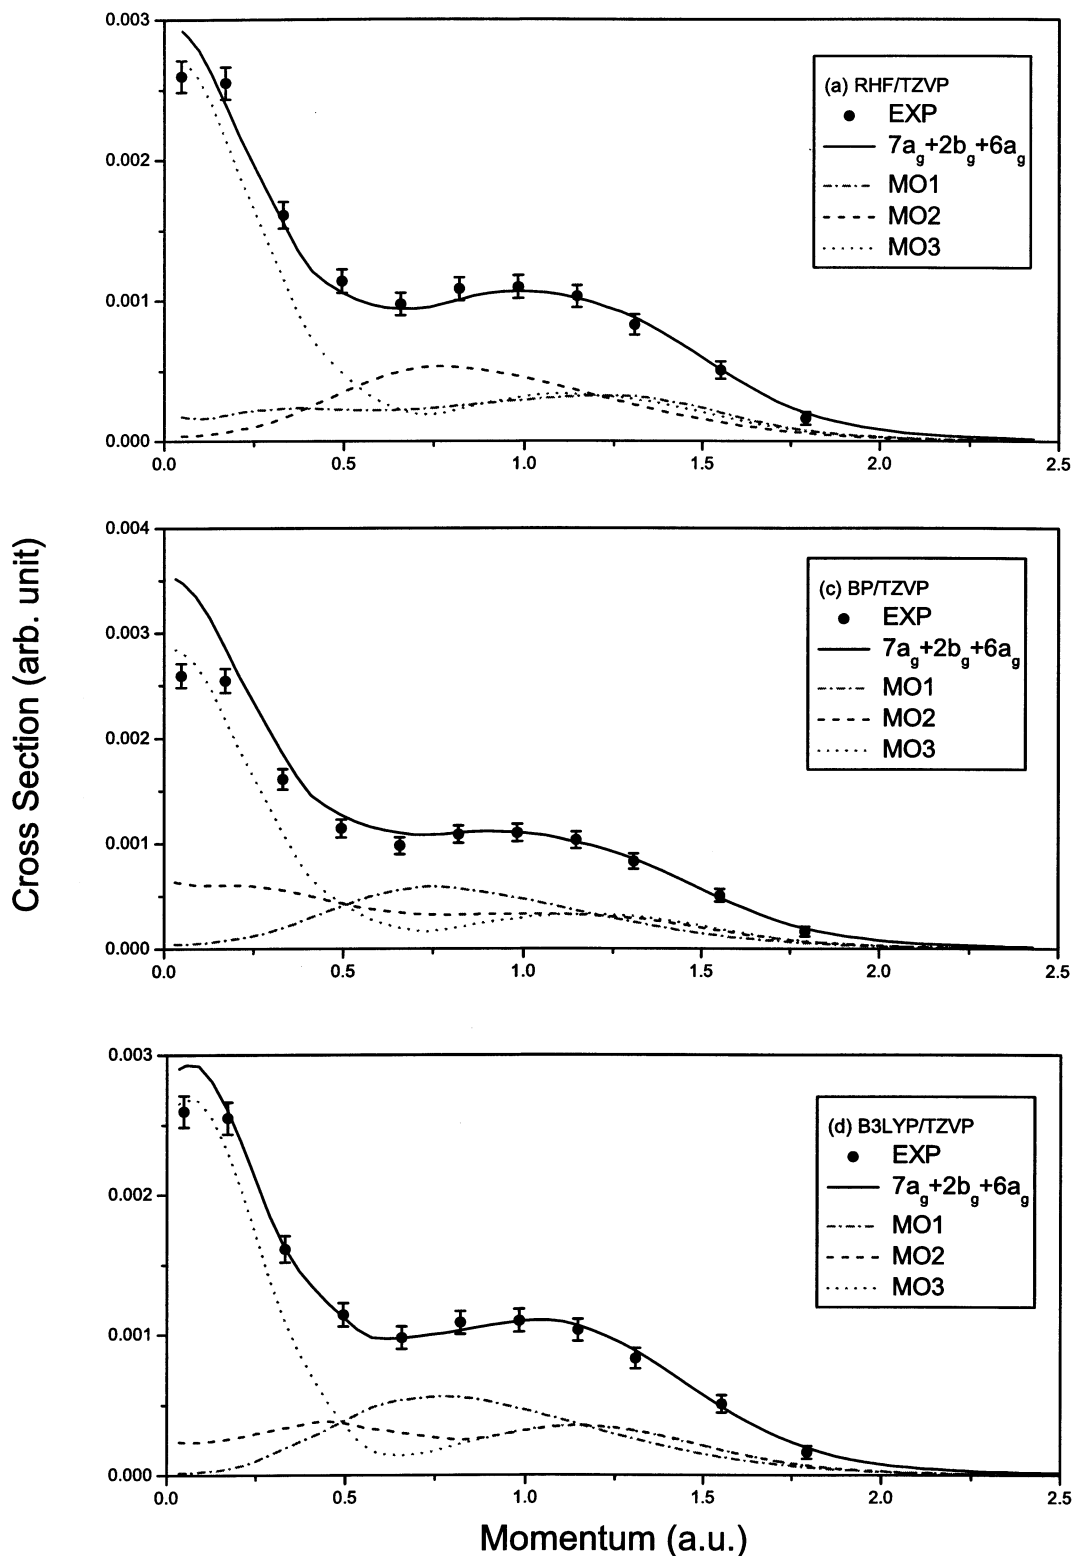 Cross Section (arb. unit)
0.003
0.002
0.001
0.000
0.0 0.5 1.0 1.5 2.0 2.5
(a) RHF/TZVP
EXP
7ag+2bg+6ag
MO1
MO2
MO3
0.004
0.003
0.002
0.001
0.000
0.0 0.5 1.0 1.5 2.0 2.5
(c) BP/TZVP
EXP
7ag+2bg+6ag
MO1
MO2
MO3
0.003
0.002
0.001
0.000
0.0 0.5 1.0 1.5 2.0 2.5
(d) B3LYP/TZVP
EXP
7ag+2bg+6ag
MO1
MO2
MO3
Momentum (a.u.)